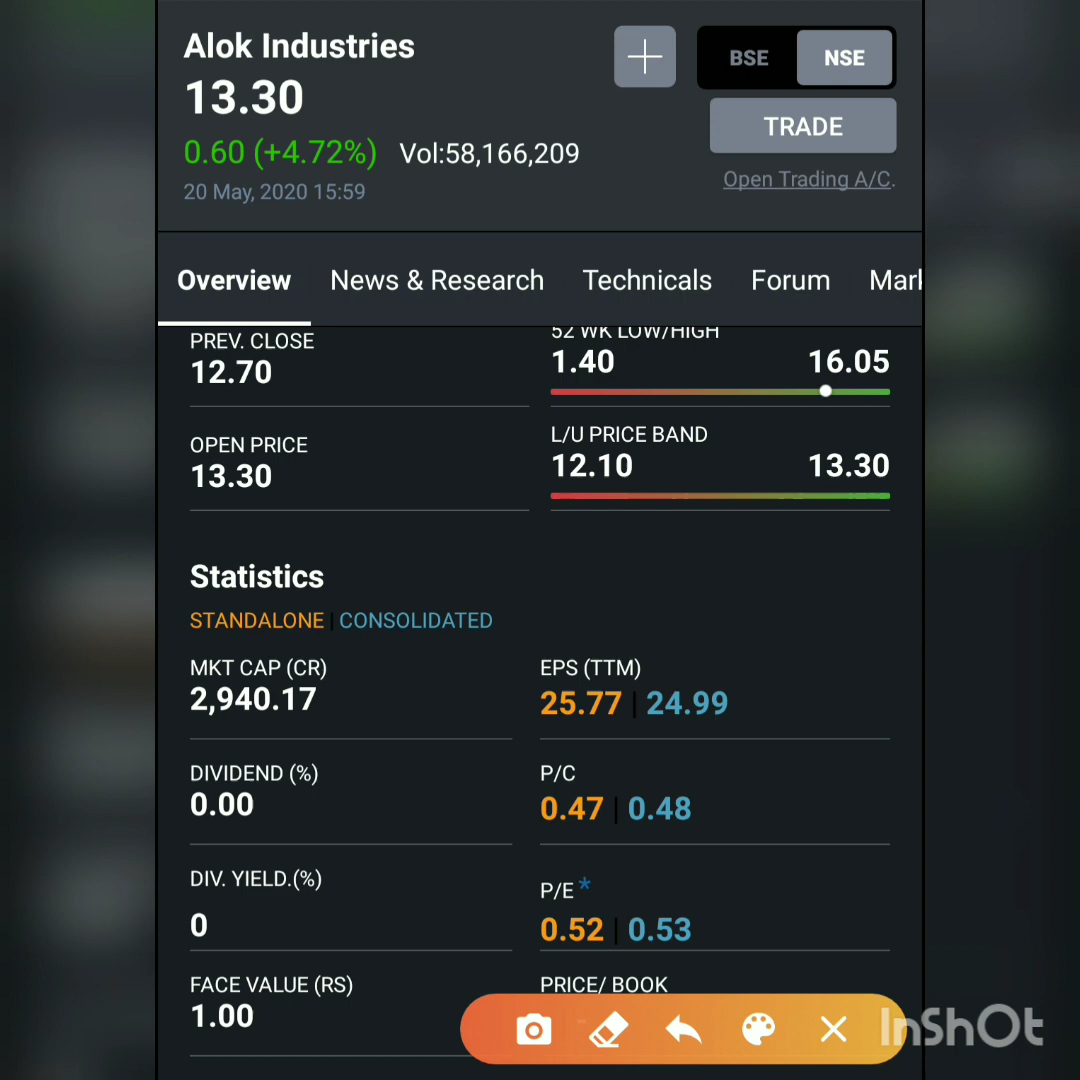 Alok Industries
BSE NSE
13.30
TRADE
0.60 (+4.72%) Vol:58,166,209
20 May, 2020 15:59
Open Trading A/C.
Overview News & Research Technicals Forum Mark
PREV. CLOSE
12.70
52 WK LOW/HIGH
1.40 16.05
OPEN PRICE
13.30
L/U PRICE BAND
12.10 13.30
Statistics
STANDALONE | CONSOLIDATED
MKT CAP (CR)
2,940.17
EPS (TTM)
25.77 | 24.99
DIVIDEND (%)
0.00
P/C
0.47 | 0.48
DIV. YIELD.(%)
0
P/E *
0.52 | 0.53
FACE VALUE (RS)
1.00
PRICE/ BOOK
InShOt